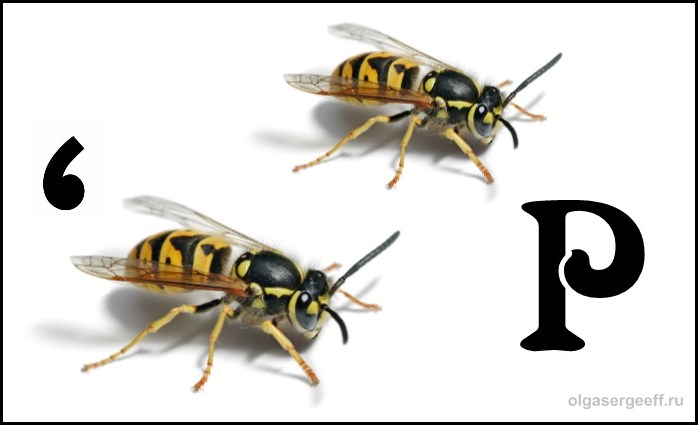 ‘
Р
olgasergeeff.ru